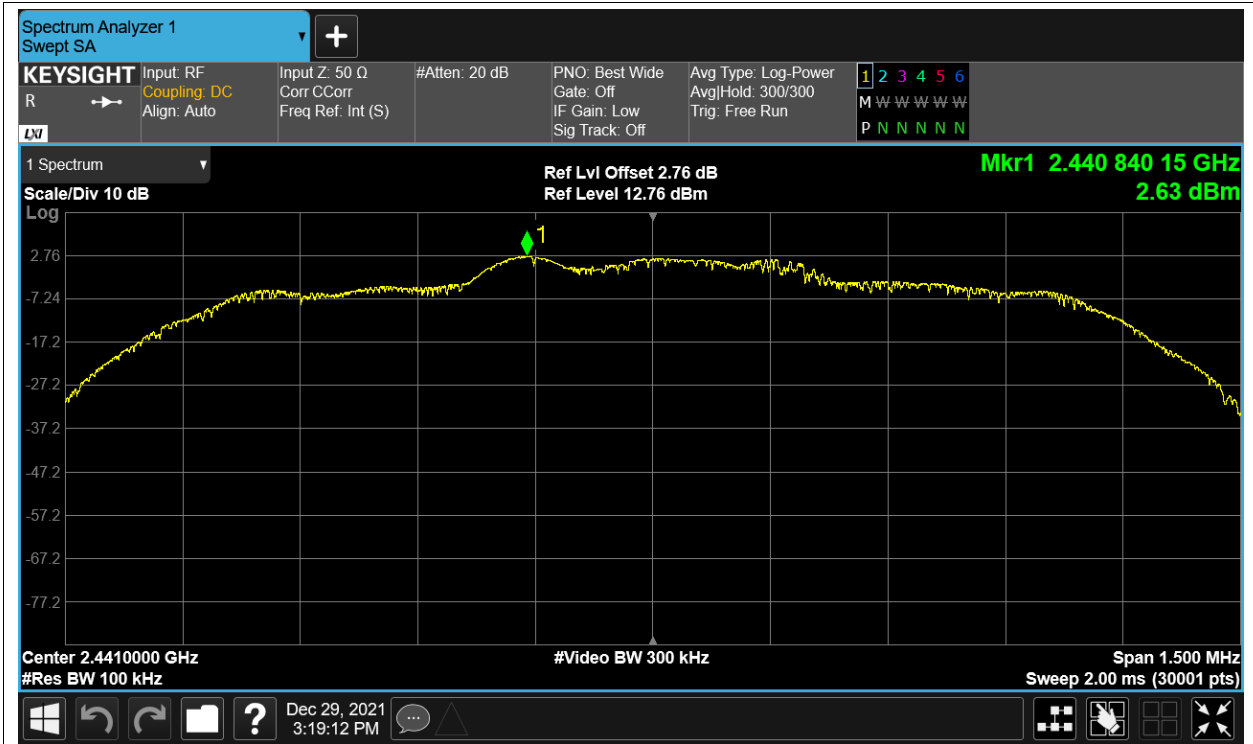 Spectrum Analyzer 1
Swept SA
KEYSIGHT
R
LXI
Input: RF
Coupling: DC
Align: Auto
Input Z: 50 Ω
Corr CCorr
Freq Ref: Int (S)
#Atten: 20 dB
PNO: Best Wide
Gate: Off
IF Gain: Low
Sig Track: Off
Avg Type: Log-Power
Avg|Hold: 300/300
Trig: Free Run
1 2 3 4 5 6
M W W W W W
P N N N N N
1 Spectrum
Scale/Div 10 dB
Log
Ref Lvl Offset 2.76 dB
Ref Level 12.76 dBm
Mkr1 2.440 840 15 GHz
2.63 dBm
1
2.76
-7.24
-17.2
-27.2
-37.2
-47.2
-57.2
-67.2
-77.2
Center 2.4410000 GHz
#Res BW 100 kHz
#Video BW 300 kHz
Span 1.500 MHz
Sweep 2.00 ms (30001 pts)
?
Dec 29, 2021
3:19:12 PM